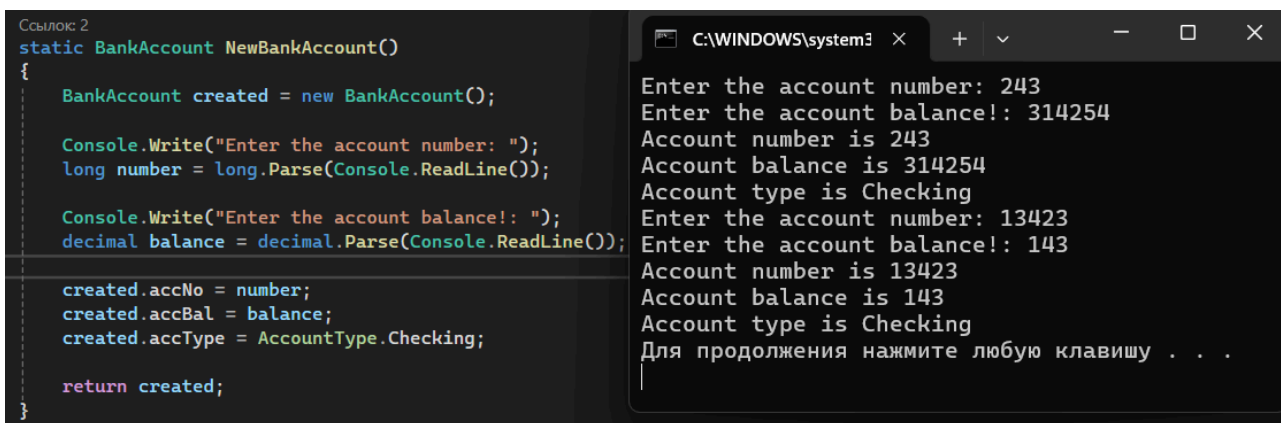 Ссылок: 2
static BankAccount NewBankAccount()
{
BankAccount created = new BankAccount();
Console.Write("Enter the account number: ");
long number = long.Parse(Console.ReadLine());
Console.Write("Enter the account balance!: ");
decimal balance = decimal.Parse(Console.ReadLine());
created.accNo = number;
created.accBal = balance;
created.accType = AccountType.Checking;
return created;
}
C:\WINDOWS\system3
Enter the account number: 243
Enter the account balance!: 314254
Account number is 243
Account balance is 314254
Account type is Checking
Enter the account number: 13423
Enter the account balance!: 143
Account number is 13423
Account balance is 143
Account type is Checking
Для продолжения нажмите любую клавишу . . .